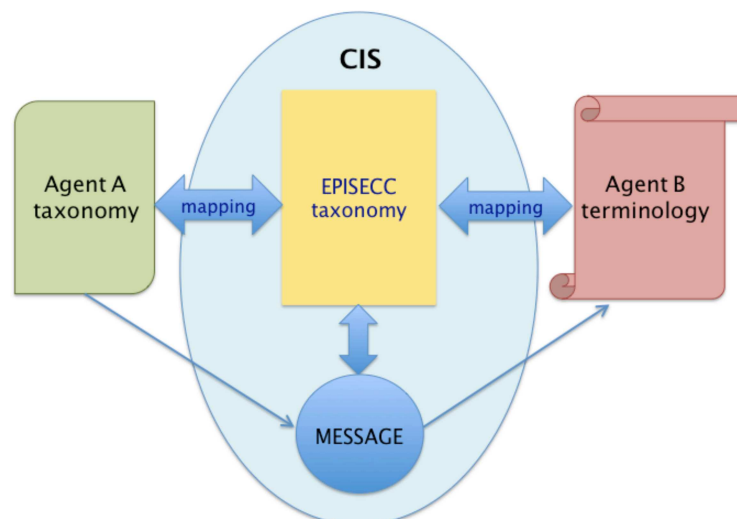 CIS
Agent A
taxonomy
mapping
EPISECC
taxonomy
mapping
Agent B
terminology
MESSAGE